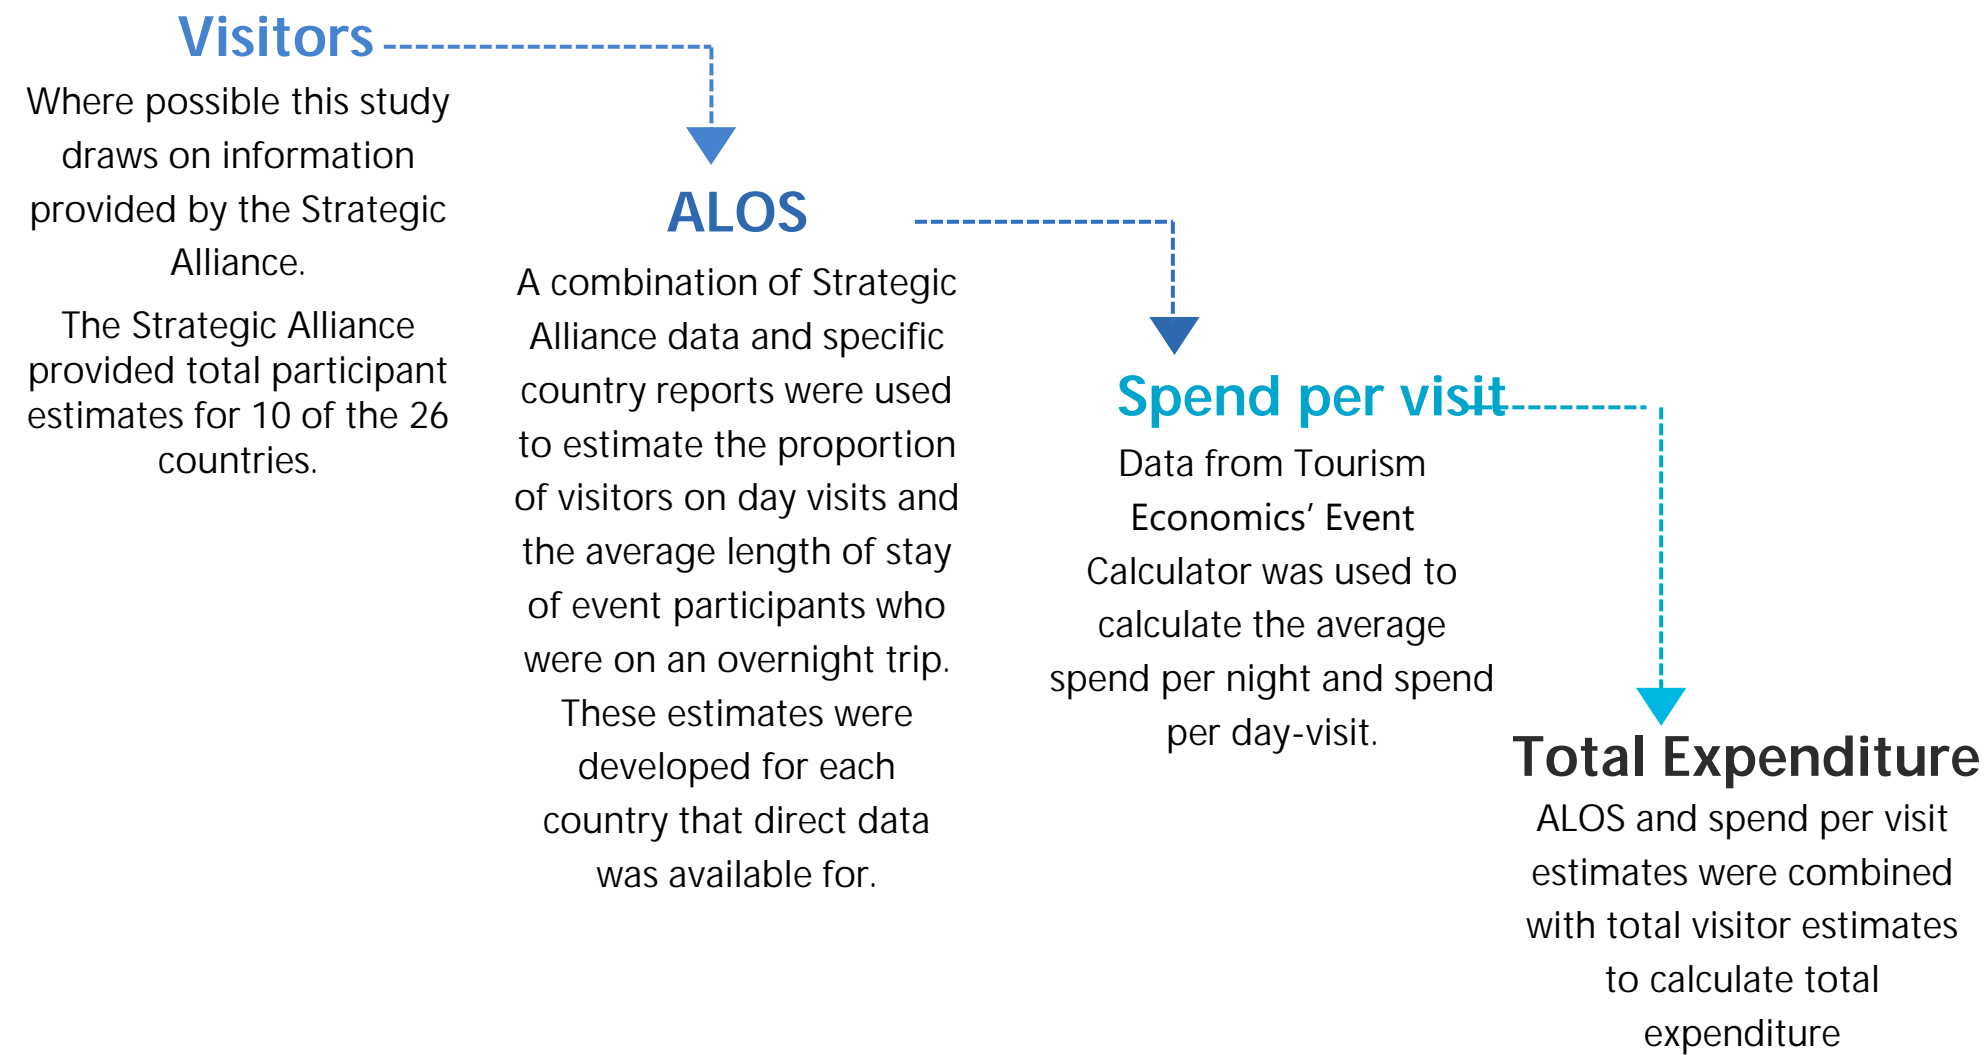 Visitors
Where possible this study
draws on information
provided by the Strategic
Alliance.
The Strategic Alliance
provided total participant
estimates for 10 of the 26
countries.
ALOS
A combination of Strategic
Alliance data and specific
country reports were used
to estimate the proportion
of visitors on day visits and
the average length of stay
of event participants who
were on an overnight trip.
These estimates were
developed for each
country that direct data
was available for.
Spend per visit
Data from Tourism
Economics’ Event
Calculator was used to
calculate the average
spend per night and spend
per day-visit.
Total Expenditure
ALOS and spend per visit
estimates were combined
with total visitor estimates
to calculate total
expenditure